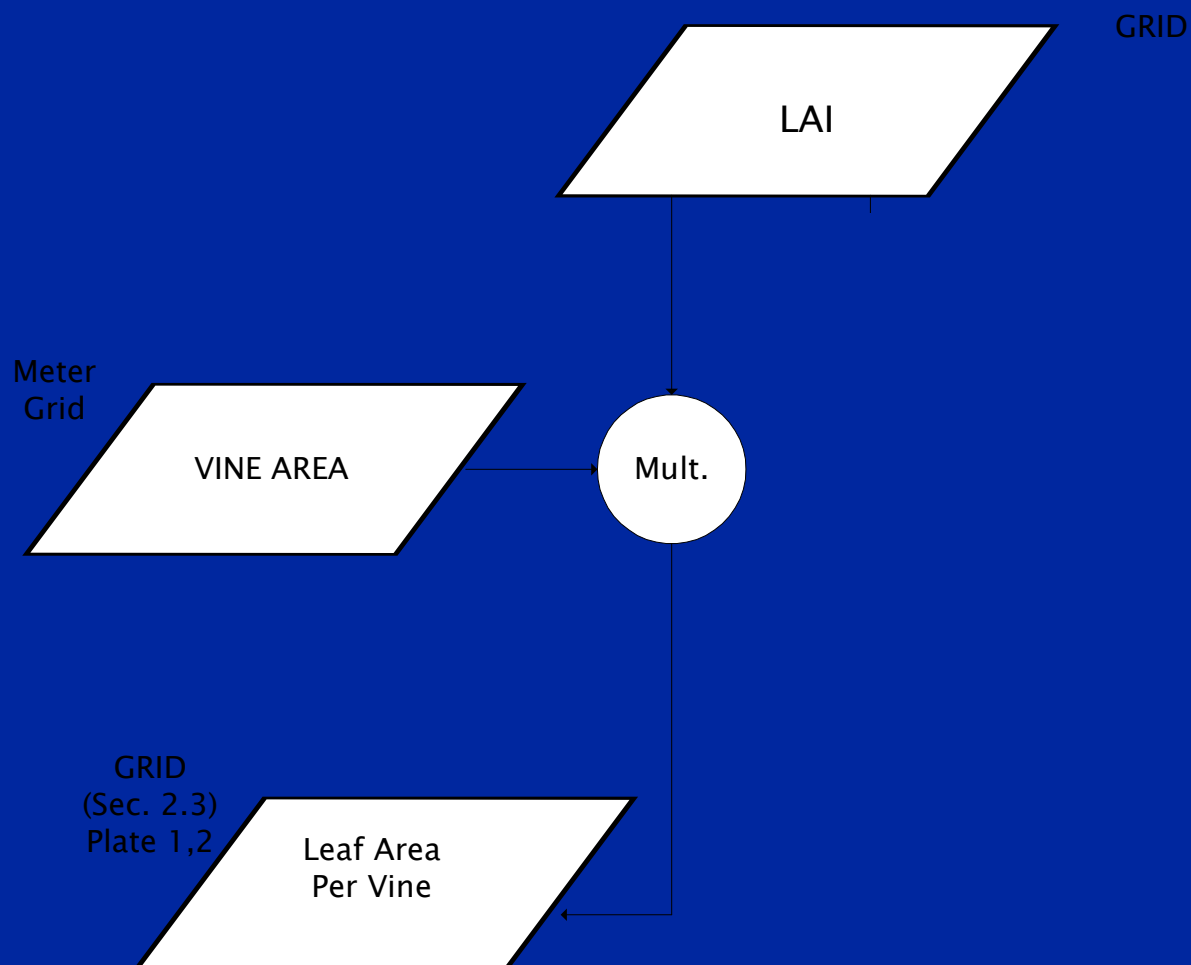 GRID
LAI
Meter
Grid
VINE AREA
Mult.
GRID
(Sec. 2.3)
Plate 1,2
Leaf Area
Per Vine